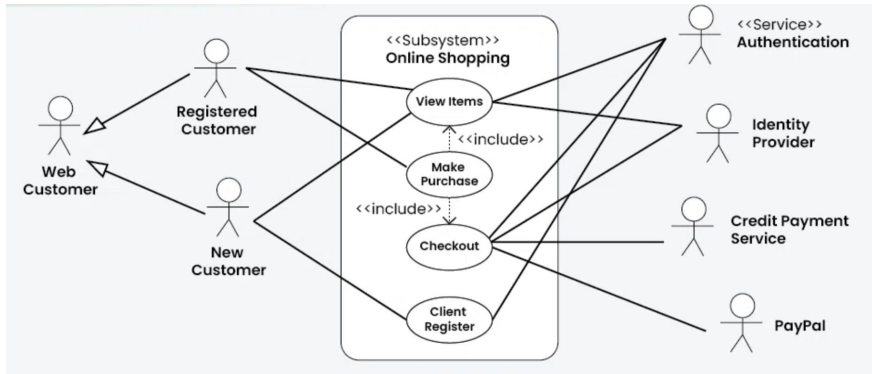 <<Subsystem>>
Online Shopping
<<Service>>
Authentication
Registered
Customer
View Items
Identity
Provider
<<include>>
Web
Customer
Make
Purchase
<<include>>
New
Customer
Checkout
Credit Payment
Service
Client
Register
PayPal